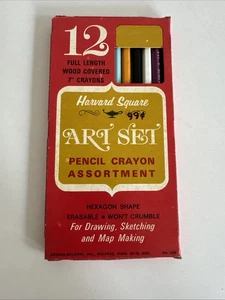 12
FULL LENGTH
WOOD COVERED
7" CRAYONS
Harvard Square
99¢
ART SET
PENCIL CRAYON
ASSORTMENT
HEXAGON SHAPE
ERASABLE • WON'T CRUMBLE
For Drawing, Sketching
and Map Making